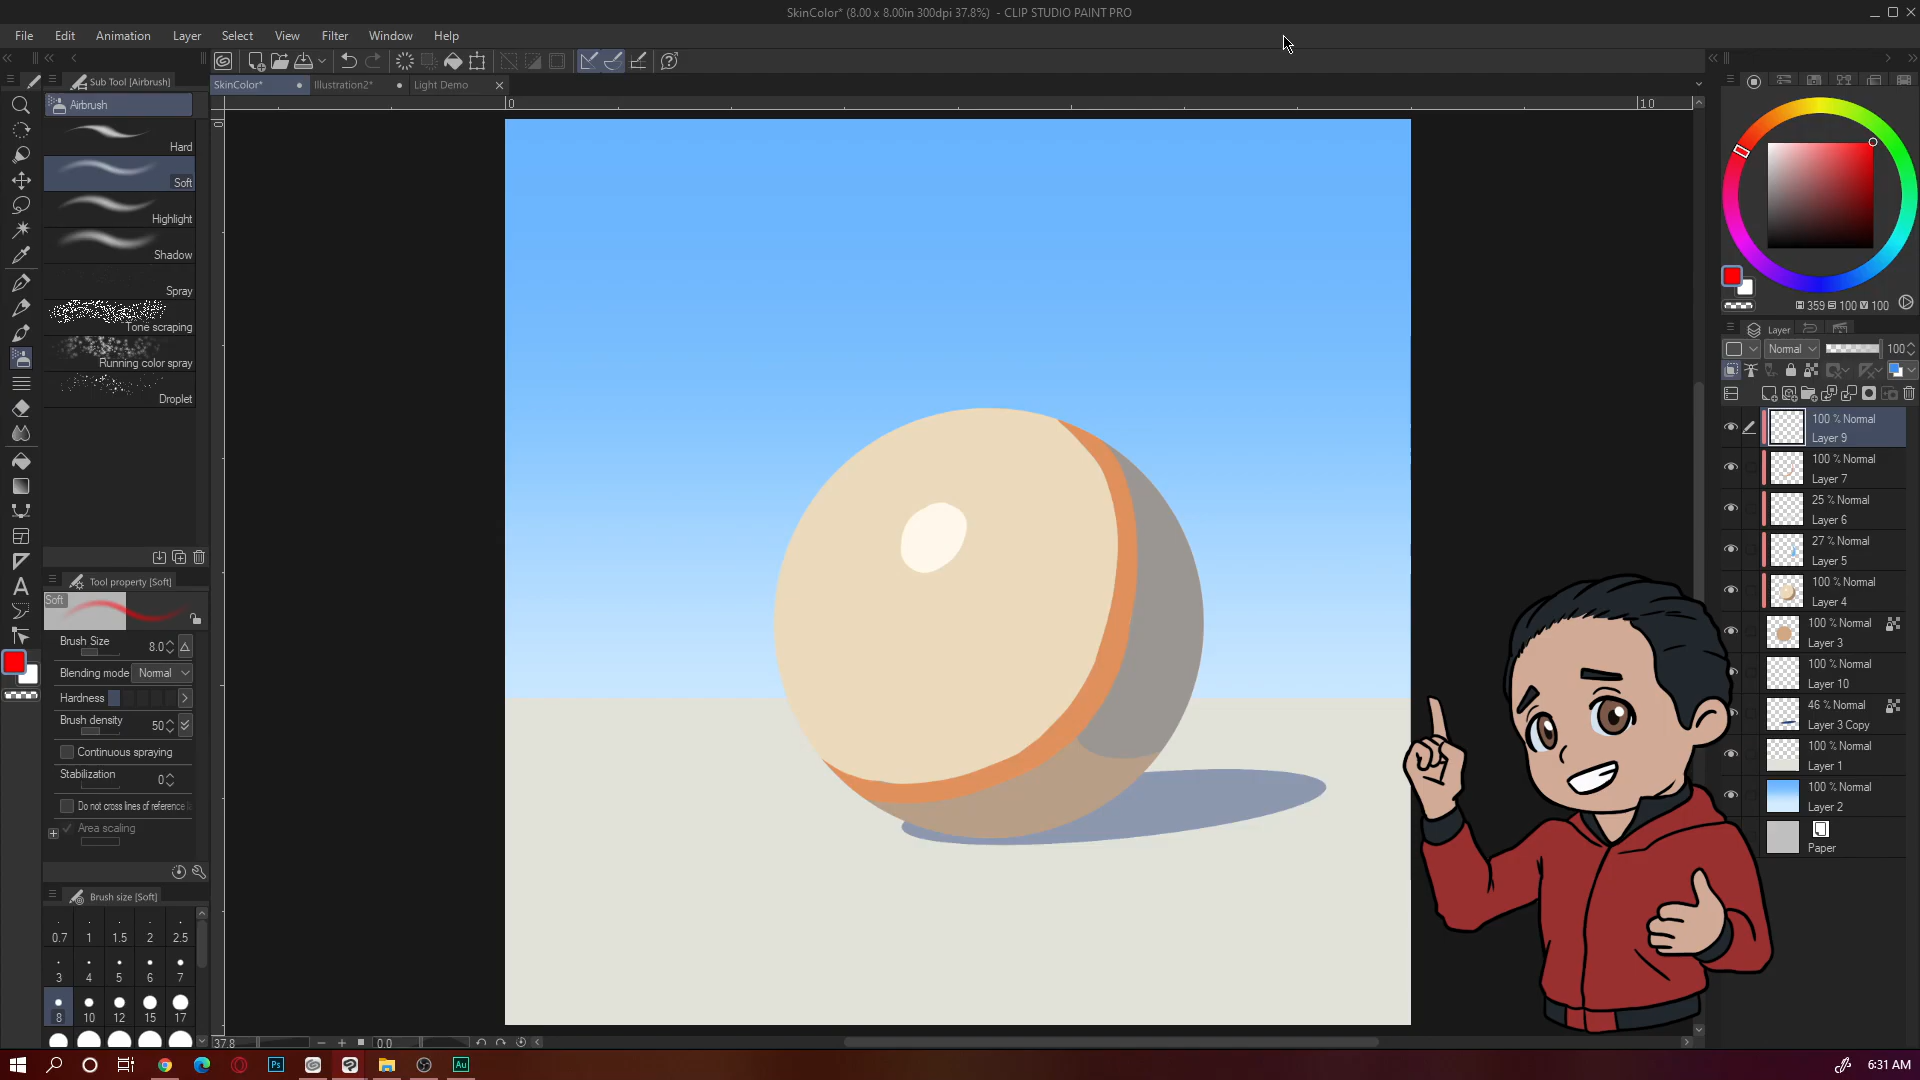 SkinColor* (8.00 x 8.00in 300dpi 37.8%) - CLIP STUDIO PAINT PRO
File Edit Animation Layer Select View Filter Window Help
Sub Tool [Airbrush]
SkinColor* Illustration2* Light Demo
Airbrush
0 10
0
Hard
Soft
Highlight
Shadow
Spray
Tone scraping
Running color spray
Droplet
Tool property [Soft]
Soft
Brush Size 8.0
Blending mode Normal
Hardness
Brush density 50
Continuous spraying
Stabilization 0
Do not cross lines of reference
Area scaling
Brush size [Soft]
0.7 1 1.5 2 2.5
3 4 5 6 7
8 10 12 15 17
37.8 0.0
H 359 S 100 V 100
Layer
Normal 100
100 % Normal
Layer 9
100 % Normal
Layer 7
25 % Normal
Layer 6
27 % Normal
Layer 5
100 % Normal
Layer 4
100 % Normal
Layer 3
100 % Normal
Layer 10
46 % Normal
Layer 3 Copy
100 % Normal
Layer 1
100 % Normal
Layer 2
Paper
Ps Au
6:31 AM